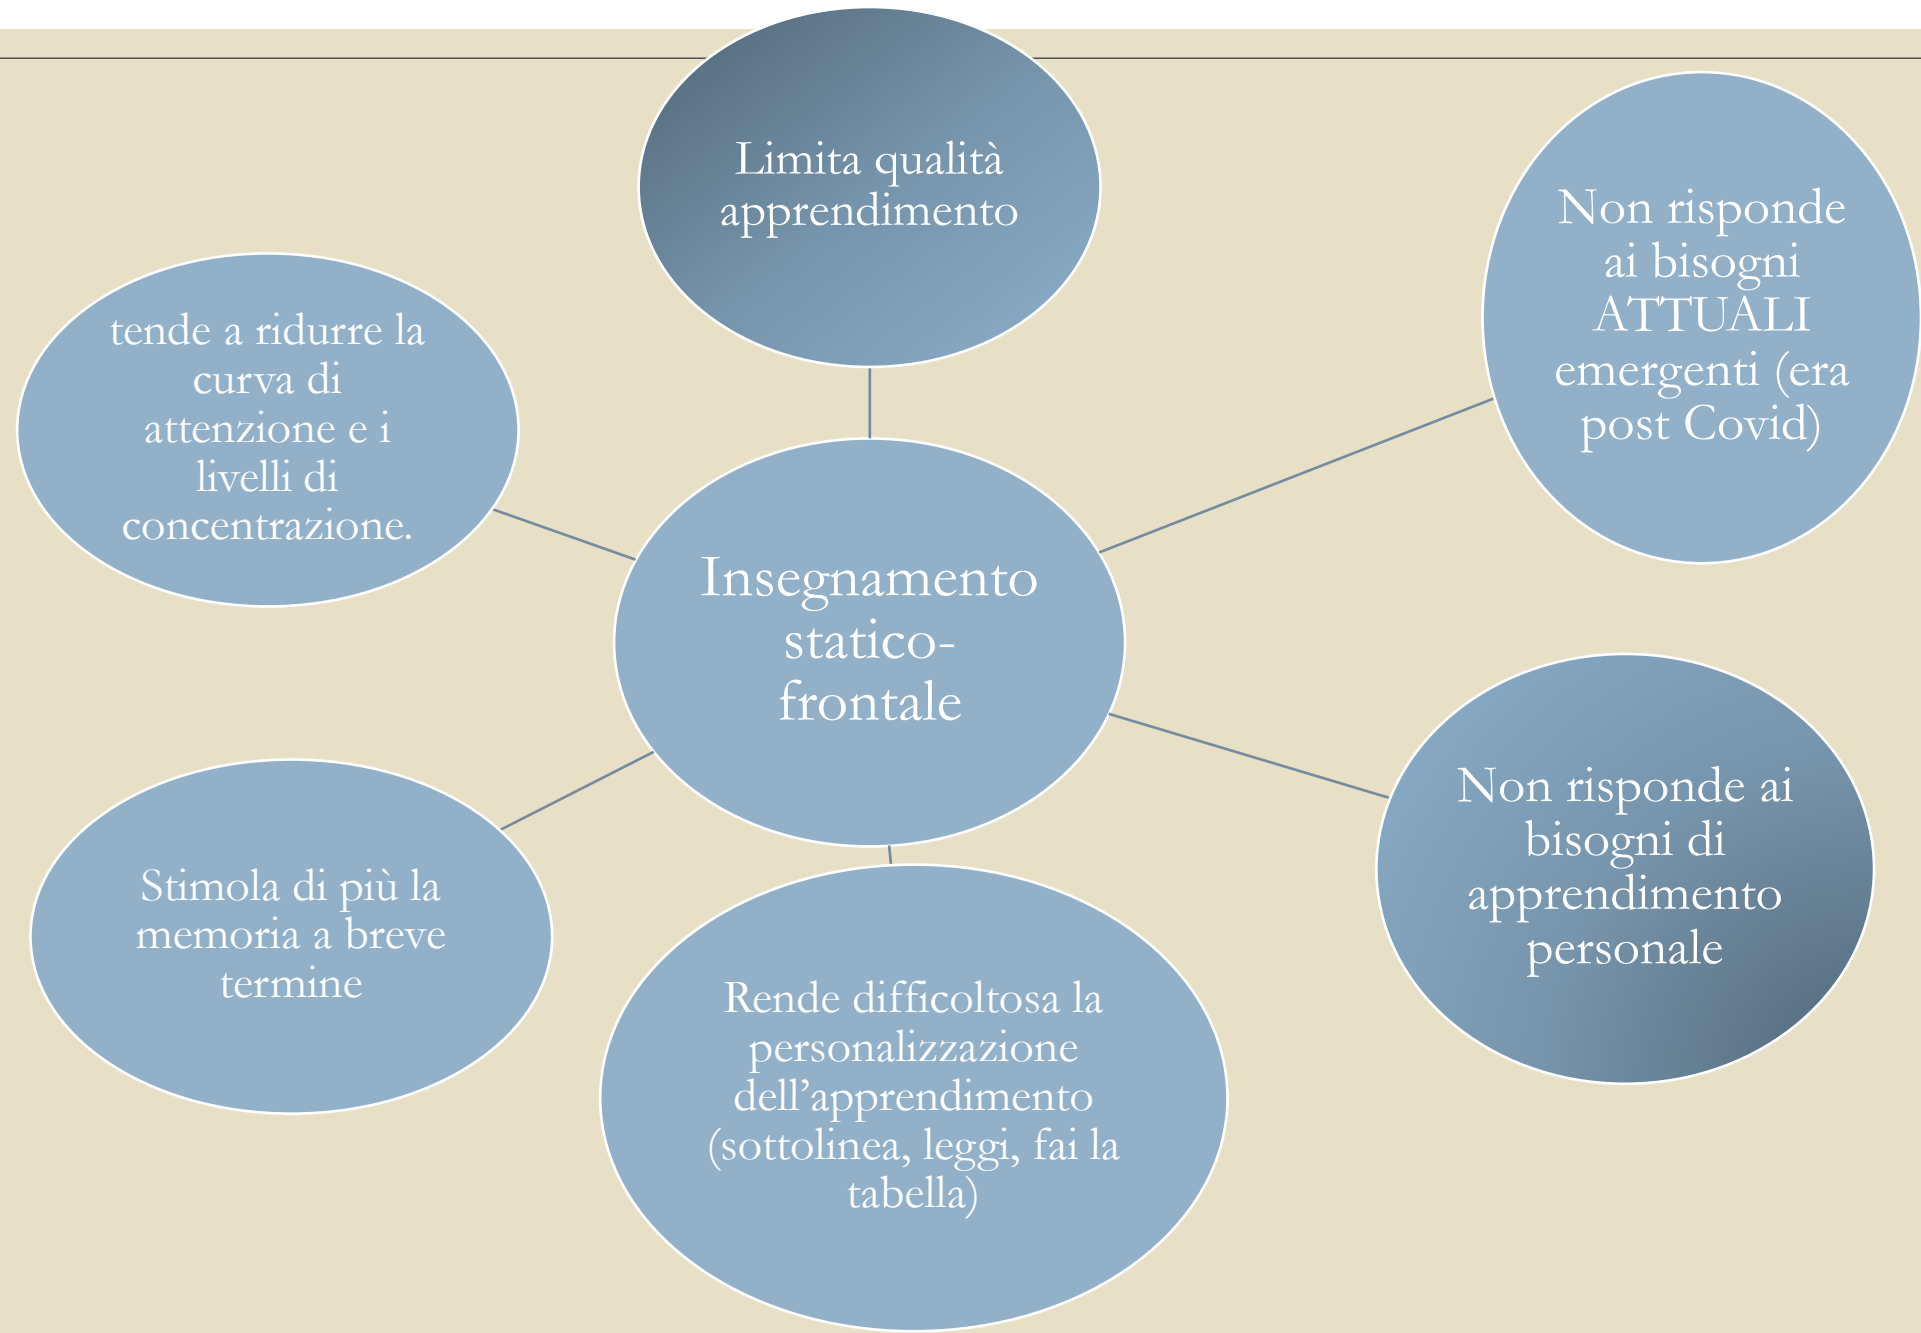 Limita qualità
apprendimento
Non risponde
ai bisogni
ATTUALI
emergenti (era
post Covid)
tende a ridurre la
curva di
attenzione e i
livelli di
concentrazione.
Insegnamento
statico-
frontale
Non risponde ai
bisogni di
apprendimento
personale
Stimola di più la
memoria a breve
termine
Rende difficoltosa la
personalizzazione
dell’apprendimento
(sottolinea, leggi, fai la
tabella)